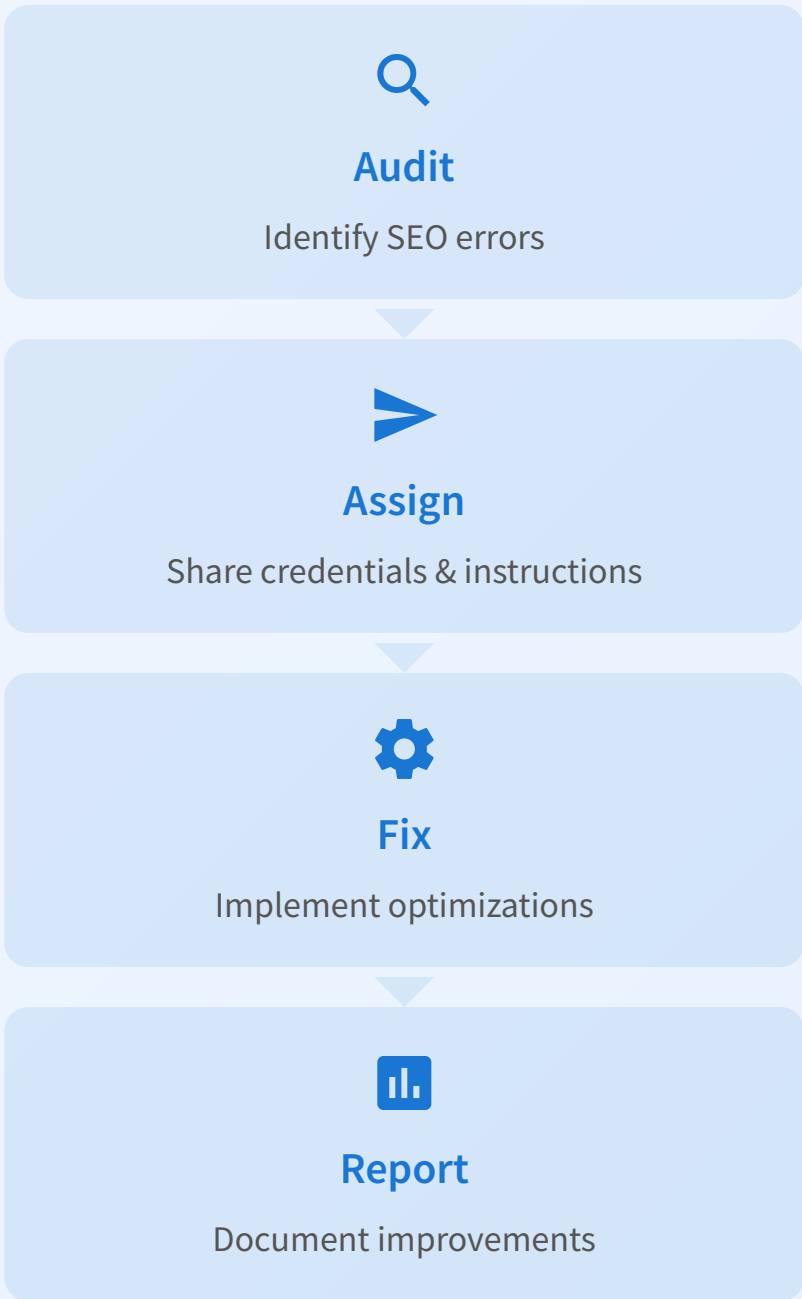 Audit
Identify SEO errors
Assign
Share credentials & instructions
Fix
Implement optimizations
Report
Document improvements